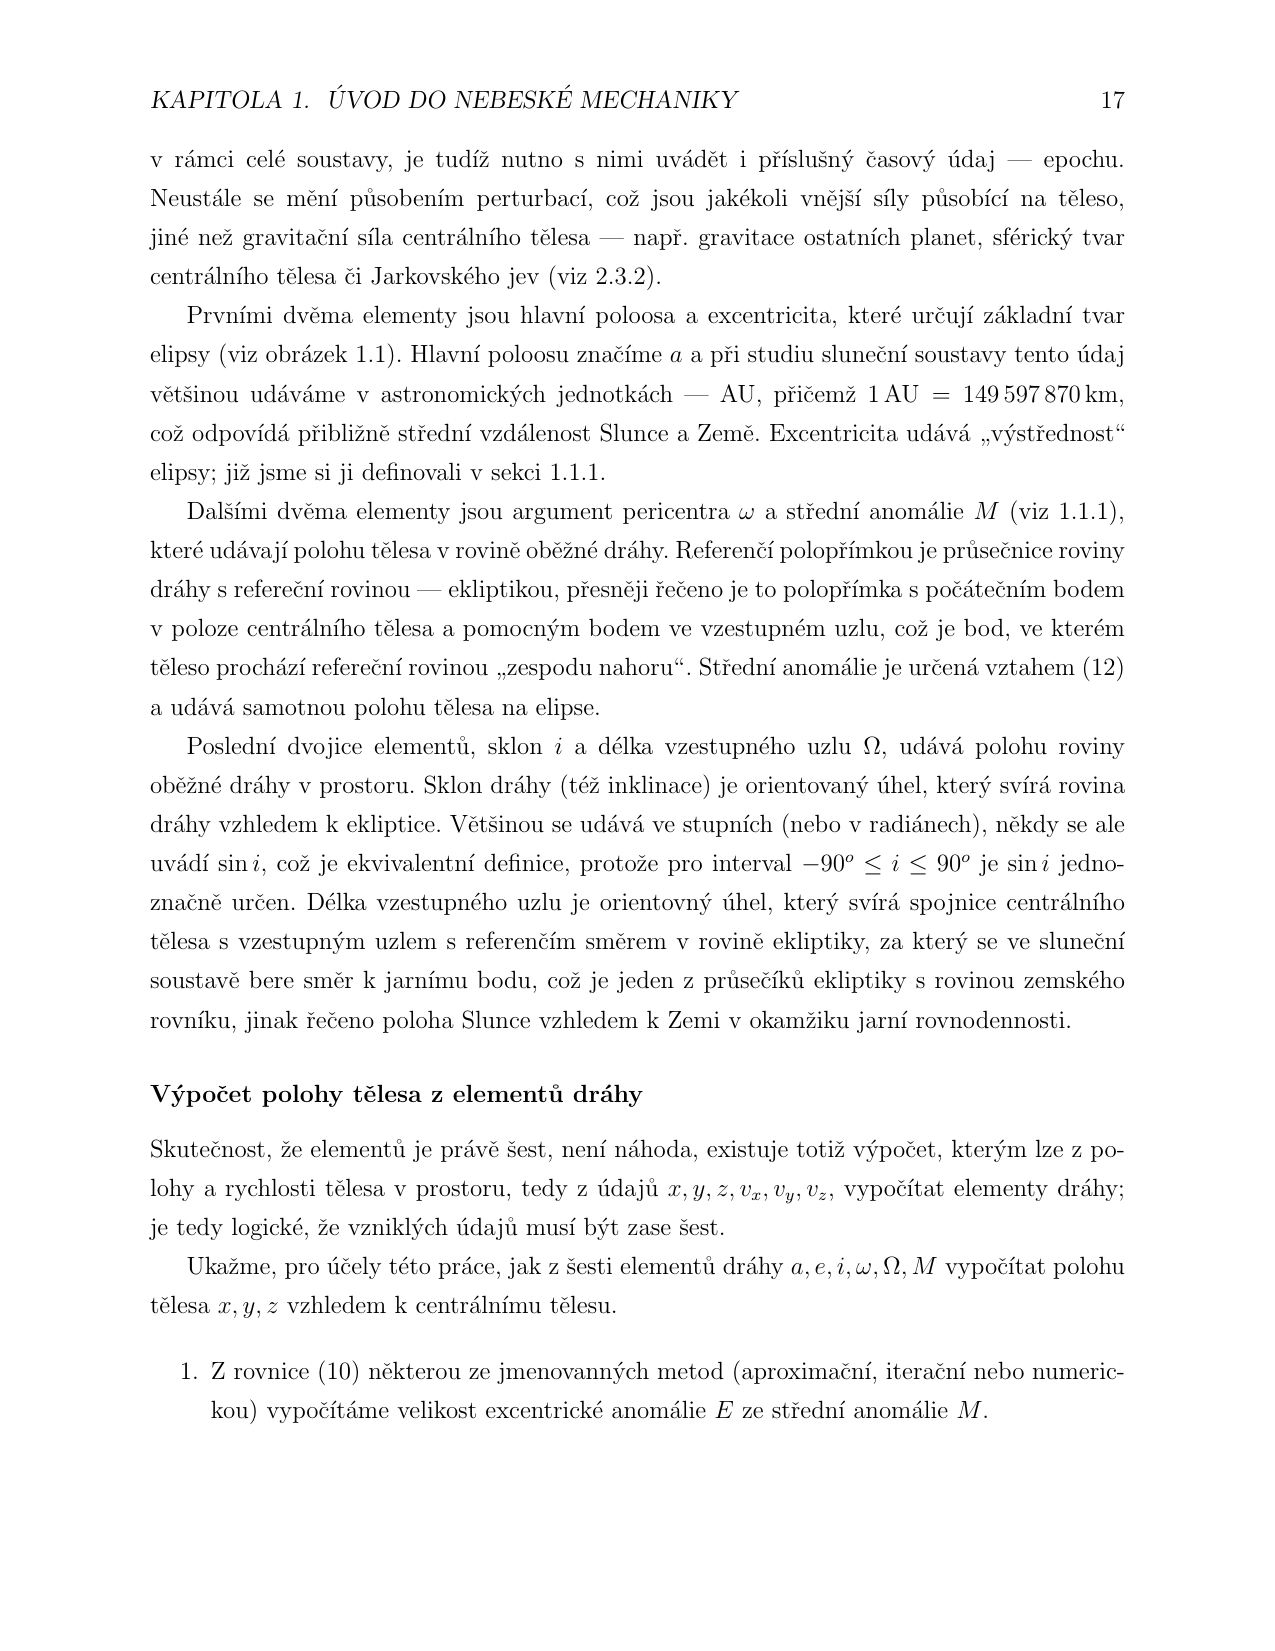 KAPITOLA 1. ÚVOD DO NEBESKÉ MECHANIKY 17
v rámci celé soustavy, je tudíž nutno s nimi uvádět i příslušný časový údaj — epochu.
Neustále se mění působením perturbací, což jsou jakékoli vnější síly působící na těleso,
jiné než gravitační síla centrálního tělesa — např. gravitace ostatních planet, sférický tvar
centrálního tělesa či Jarkovského jev (viz 2.3.2).
Prvními dvěma elementy jsou hlavní poloosa a excentricita, které určují základní tvar
elipsy (viz obrázek 1.1). Hlavní poloosu značíme a a při studiu sluneční soustavy tento údaj
většinou udáváme v astronomických jednotkách — AU, přičemž 1 AU = 149 597 870 km,
což odpovídá přibližně střední vzdálenost Slunce a Země. Excentricita udává „výstřednost“
elipsy; již jsme si ji definovali v sekci 1.1.1.
Dalšími dvěma elementy jsou argument pericentra ω a střední anomálie M (viz 1.1.1),
které udávají polohu tělesa v rovině oběžné dráhy. Referenčí polopřímkou je průsečnice roviny
dráhy s refereční rovinou — ekliptikou, přesněji řečeno je to polopřímka s počátečním bodem
v poloze centrálního tělesa a pomocným bodem ve vzestupném uzlu, což je bod, ve kterém
těleso prochází refereční rovinou „zespodu nahoru“. Střední anomálie je určená vztahem (12)
a udává samotnou polohu tělesa na elipse.
Poslední dvojice elementů, sklon i a délka vzestupného uzlu Ω, udává polohu roviny
oběžné dráhy v prostoru. Sklon dráhy (též inklinace) je orientovaný úhel, který svírá rovina
dráhy vzhledem k ekliptice. Většinou se udává ve stupních (nebo v radiánech), někdy se ale
uvádí sin i, což je ekvivalentní definice, protože pro interval −90º ≤ i ≤ 90º je sin i jedno-
značně určen. Délka vzestupného uzlu je orientovný úhel, který svírá spojnice centrálního
tělesa s vzestupným uzlem s referenčím směrem v rovině ekliptiky, za který se ve sluneční
soustavě bere směr k jarnímu bodu, což je jeden z průsečíků ekliptiky s rovinou zemského
rovníku, jinak řečeno poloha Slunce vzhledem k Zemi v okamžiku jarní rovnodennosti.
Výpočet polohy tělesa z elementů dráhy
Skutečnost, že elementů je právě šest, není náhoda, existuje totiž výpočet, kterým lze z po-
lohy a rychlosti tělesa v prostoru, tedy z údajů x, y, z, vₓ, v_y, v_z, vypočítat elementy dráhy;
je tedy logické, že vzniklých údajů musí být zase šest.
Ukažme, pro účely této práce, jak z šesti elementů dráhy a, e, i, ω, Ω, M vypočítat polohu
tělesa x, y, z vzhledem k centrálnímu tělesu.
1. Z rovnice (10) některou ze jmenovanných metod (aproximační, iterační nebo numeric-
kou) vypočítáme velikost excentrické anomálie E ze střední anomálie M.